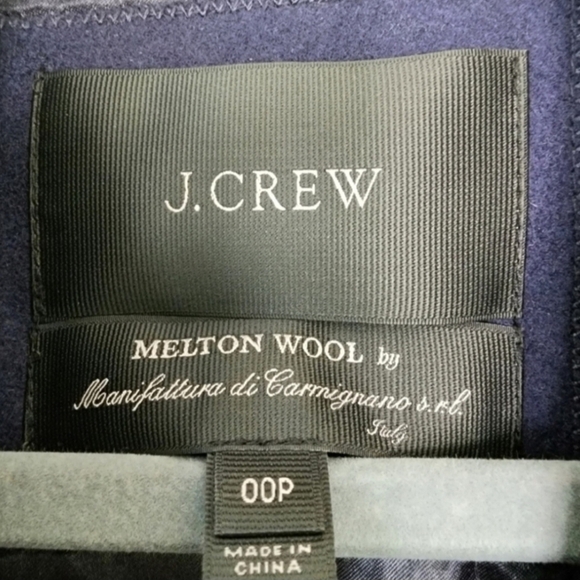 J.CREW
MELTON WOOL by
Manifattura di Carmignano s.r.l.
Italy
00P
MADE IN
CHINA